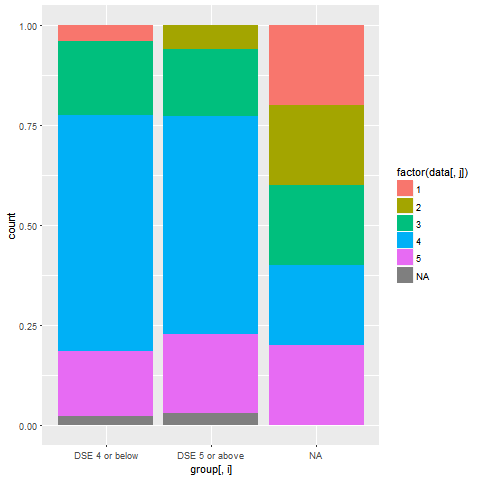 1.00
0.75
0.50
0.25
0.00
count
DSE 4 or below
DSE 5 or above
NA
group[, i]
factor(data[, j])
1
2
3
4
5
NA